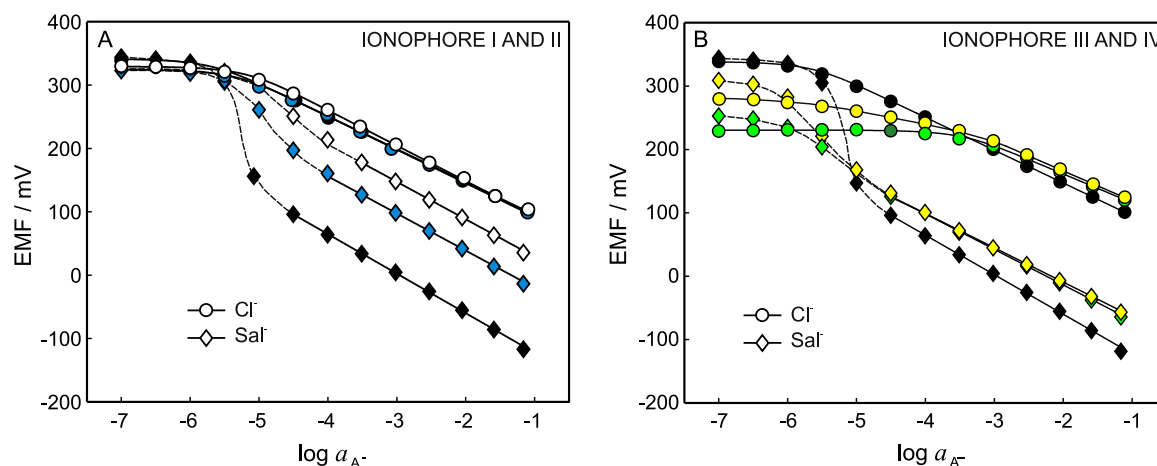 A
IONOPHORE I AND II
EMF / mV
400
300
200
100
0
-100
-200
Cl⁻
Sal⁻
-7
-6
-5
-4
-3
-2
-1
log a A⁻
B
IONOPHORE III AND IV
EMF / mV
400
300
200
100
0
-100
-200
Cl⁻
Sal⁻
-7
-6
-5
-4
-3
-2
-1
log a A⁻